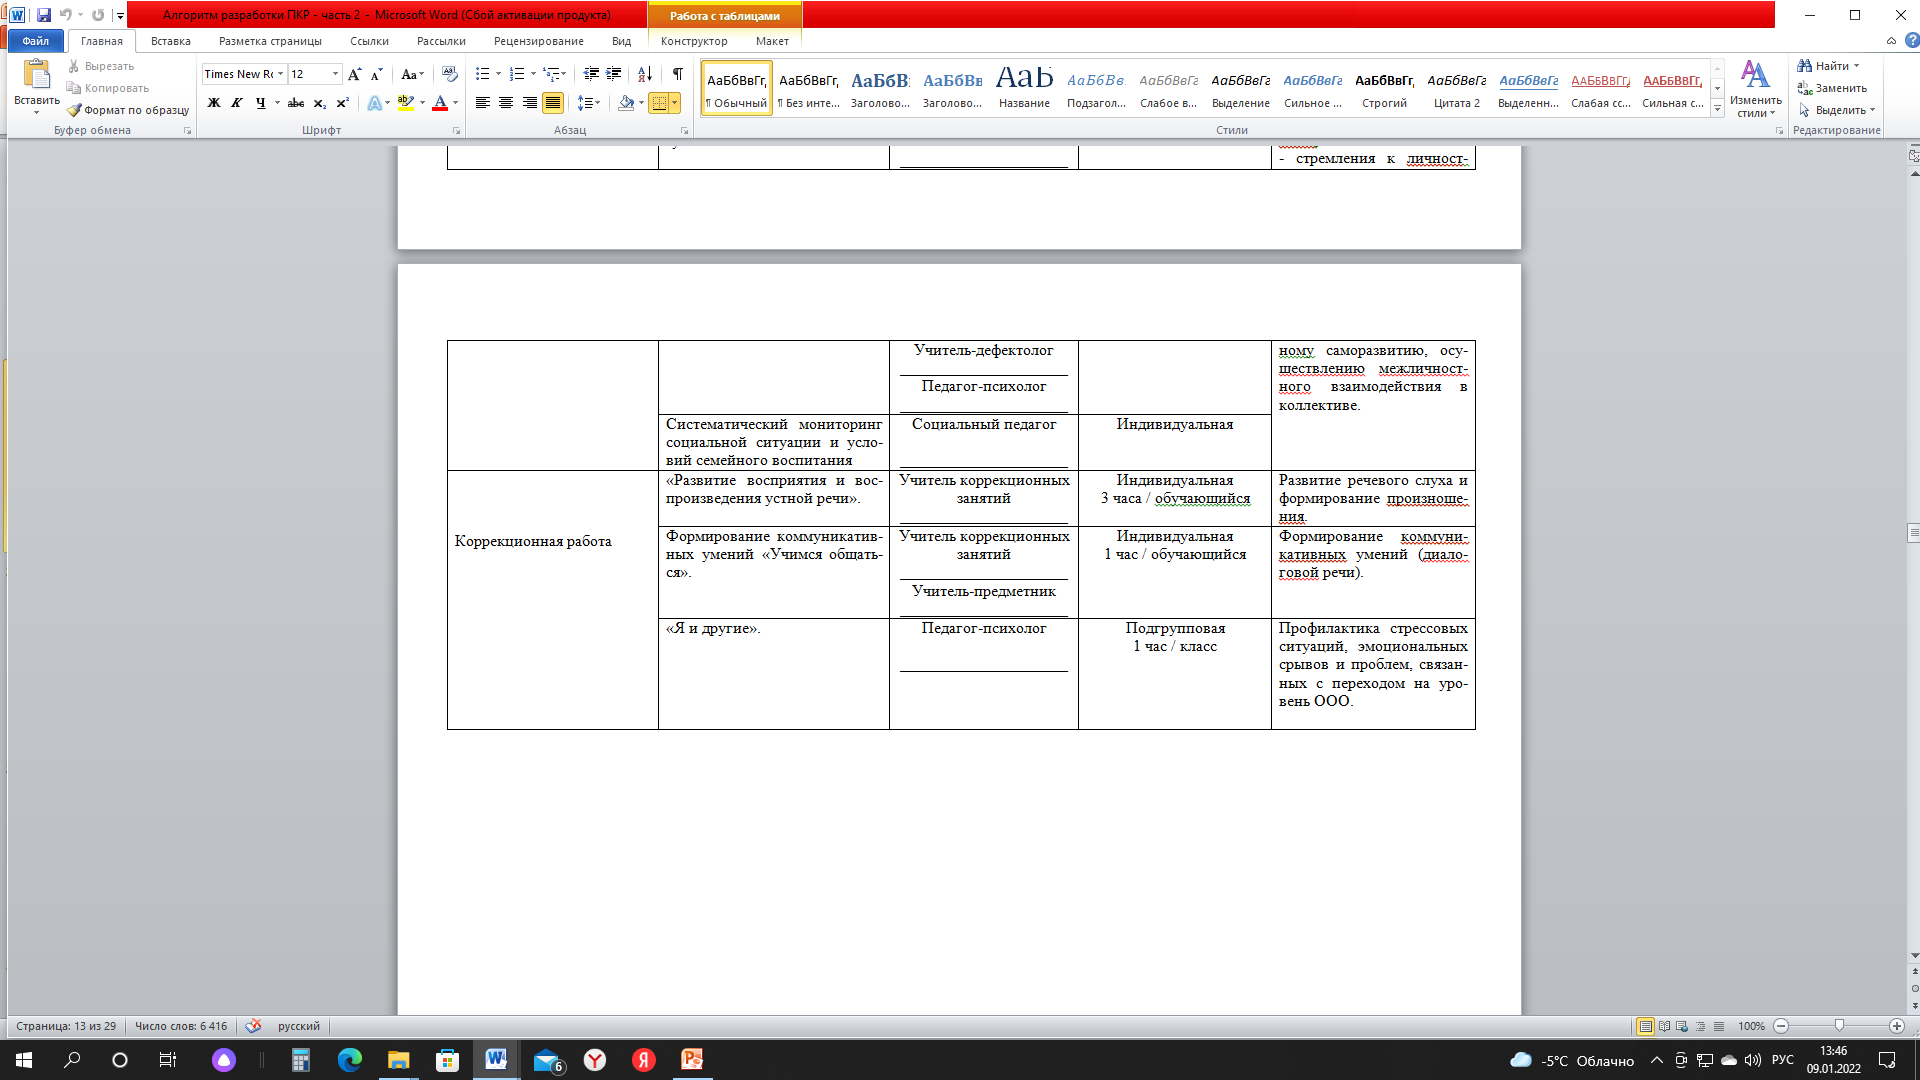 Алгоритм разработки ПКР - часть 2 - Microsoft Word (Сбой активации продукта)
Работа с таблицами
Файл Главная Вставка Разметка страницы Ссылки Рассылки Рецензирование Вид Конструктор Макет
Вставить
Вырезать
Копировать
Формат по образцу
Буфер обмена
Times New Ro 12
Ж К Ч abc x₂ x²
Шрифт
Абзац
АаБбВвГг, АаБбВвГг, АаБбВ АаБбВв АаБ АаБбВв. АаБбВвГг АаБбВвГг АаБбВвГг АаБбВвГг, АаБбВвГг АаБбВвГг ААББВВГГ, ААББВВГГ,
¶ Обычный ¶ Без инте... Заголово... Заголово... Название Подзагол... Слабое в... Выделение Сильное ... Строгий Цитата 2 Выделенн... Слабая сс... Сильная с...
Стили
Изменить
стили
Найти
Заменить
Выделить
Редактирование
- стремления к личност-
Учитель-дефектолог
Педагог-психолог
ному саморазвитию, осу-
ществлению межличност-
ного взаимодействия в
коллективе.
Систематический мониторинг
социальной ситуации и усло-
вий семейного воспитания
Социальный педагог
Индивидуальная
Коррекционная работа
«Развитие восприятия и вос-
произведения устной речи».
Учитель коррекционных
занятий
Индивидуальная
3 часа / обучающийся
Развитие речевого слуха и
формирование произноше-
ния.
Формирование коммуникатив-
ных умений «Учимся общать-
ся».
Учитель коррекционных
занятий
Учитель-предметник
Индивидуальная
1 час / обучающийся
Формирование коммуни-
кативных умений (диало-
говой речи).
«Я и другие».
Педагог-психолог
Подгрупповая
1 час / класс
Профилактика стрессовых
ситуаций, эмоциональных
срывов и проблем, связан-
ных с переходом на уро-
вень ООО.
Страница: 13 из 29 Число слов: 6 416 русский
100%
6
-5°C Облачно
РУС
13:46
09.01.2022